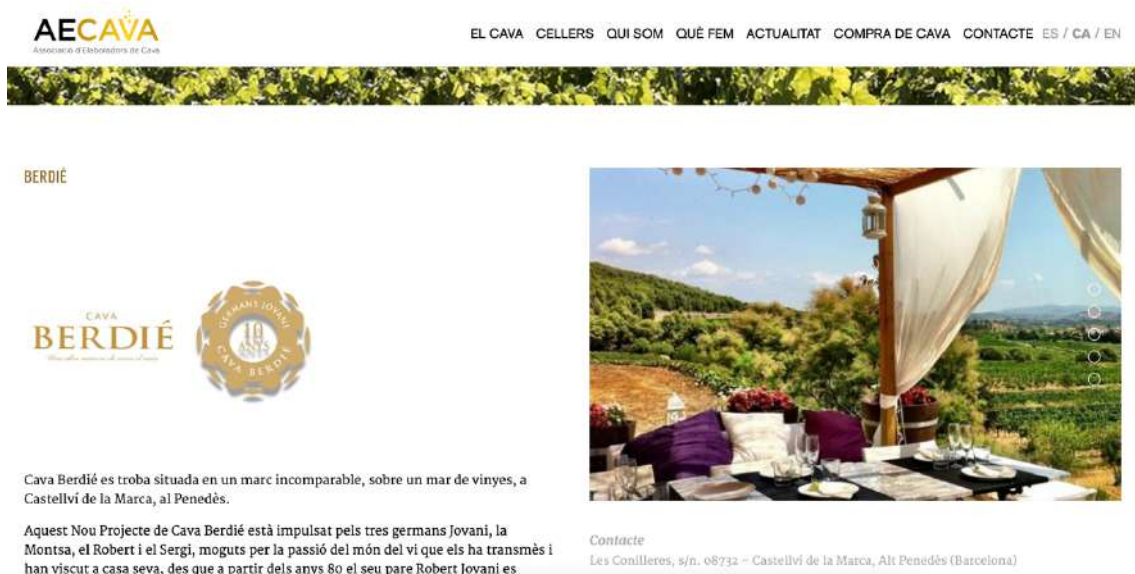 AECAVA
Associació d'Elaboradors de Cava
EL CAVA CELLERS QUI SOM QUÈ FEM ACTUALITAT COMPRA DE CAVA CONTACTE ES / CA / EN
BERDIÉ
CAVA
BERDIÉ
GERMANS JOVANI
10
ANYS
CAVA BERDIÉ
Cava Berdié es troba situada en un marc incomparable, sobre un mar de vinyes, a
Castellví de la Marca, al Penedès.
Aquest Nou Projecte de Cava Berdié està impulsat pels tres germans Jovani, la
Montsa, el Robert i el Sergi, moguts per la passió del món del vi que els ha transmès i
han viscut a casa seva, des que a partir dels anys 80 el seu pare Robert Jovani es
Contacte
Les Conilleres, s/n. 08732 – Castellví de la Marca, Alt Penedès (Barcelona)